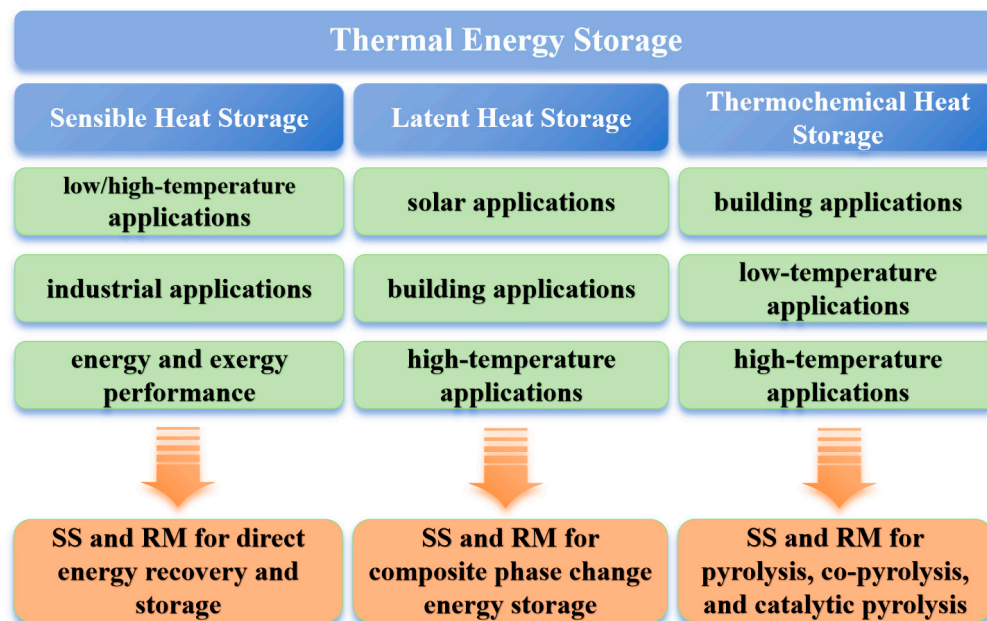 Thermal Energy Storage
Sensible Heat Storage
low/high-temperature
applications
industrial applications
energy and exergy
performance
SS and RM for direct
energy recovery and
storage
Latent Heat Storage
solar applications
building applications
high-temperature
applications
SS and RM for
composite phase change
energy storage
Thermochemical Heat
Storage
building applications
low-temperature
applications
high-temperature
applications
SS and RM for
pyrolysis, co-pyrolysis,
and catalytic pyrolysis